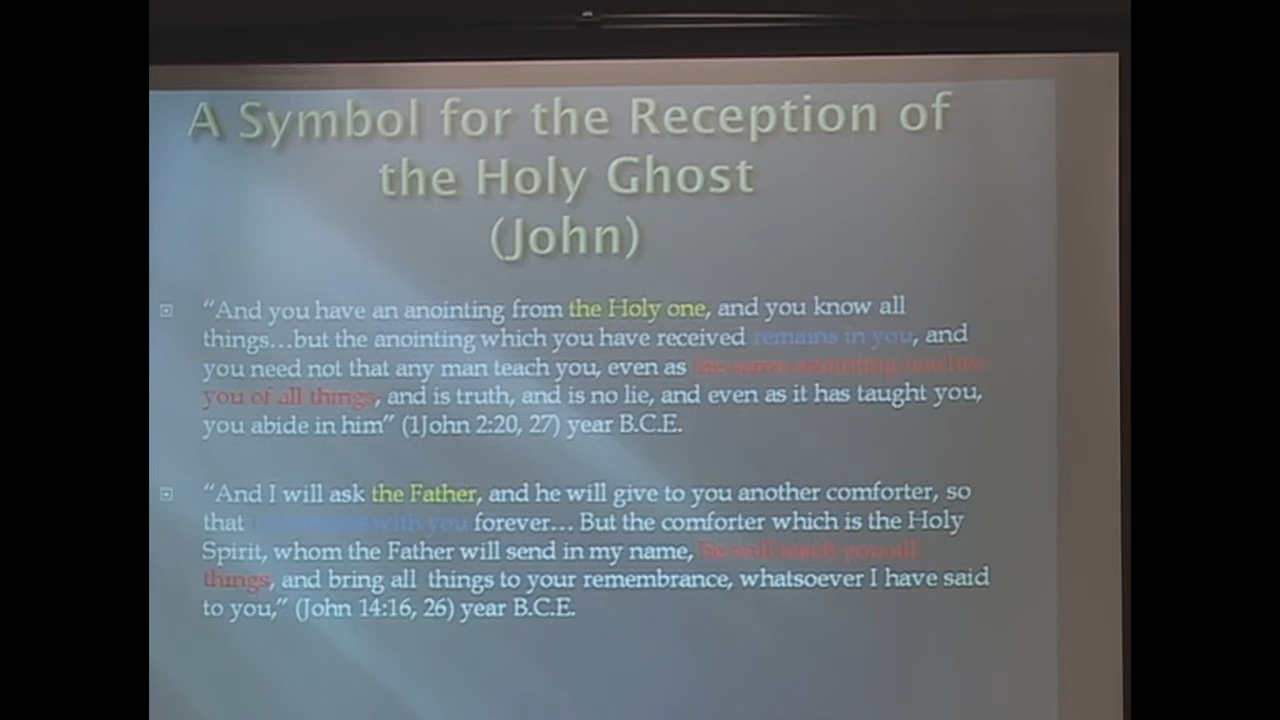 A Symbol for the Reception of
the Holy Ghost
(John)
“And you have an anointing from the Holy one, and you know all
things…but the anointing which you have received remains in you, and
you need not that any man teach you, even as the same anointing teaches
you of all things, and is truth, and is no lie, and even as it has taught you,
you abide in him” (1John 2:20, 27) year B.C.E.
“And I will ask the Father, and he will give to you another comforter, so
that with you forever… But the comforter which is the Holy
Spirit, whom the Father will send in my name, he will teach you all
things, and bring all things to your remembrance, whatsoever I have said
to you,” (John 14:16, 26) year B.C.E.